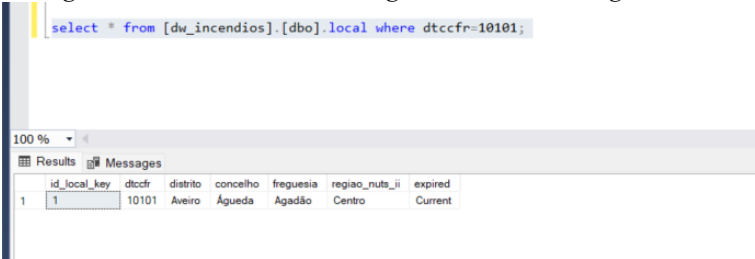 select * from [dw_incendios].[dbo].local where dtccfr=10101;
100 %
Results Messages
id_local_key dtccfr distrito concelho freguesia regiao_nuts_ii expired
1 1 10101 Aveiro Águeda Agadão Centro Current